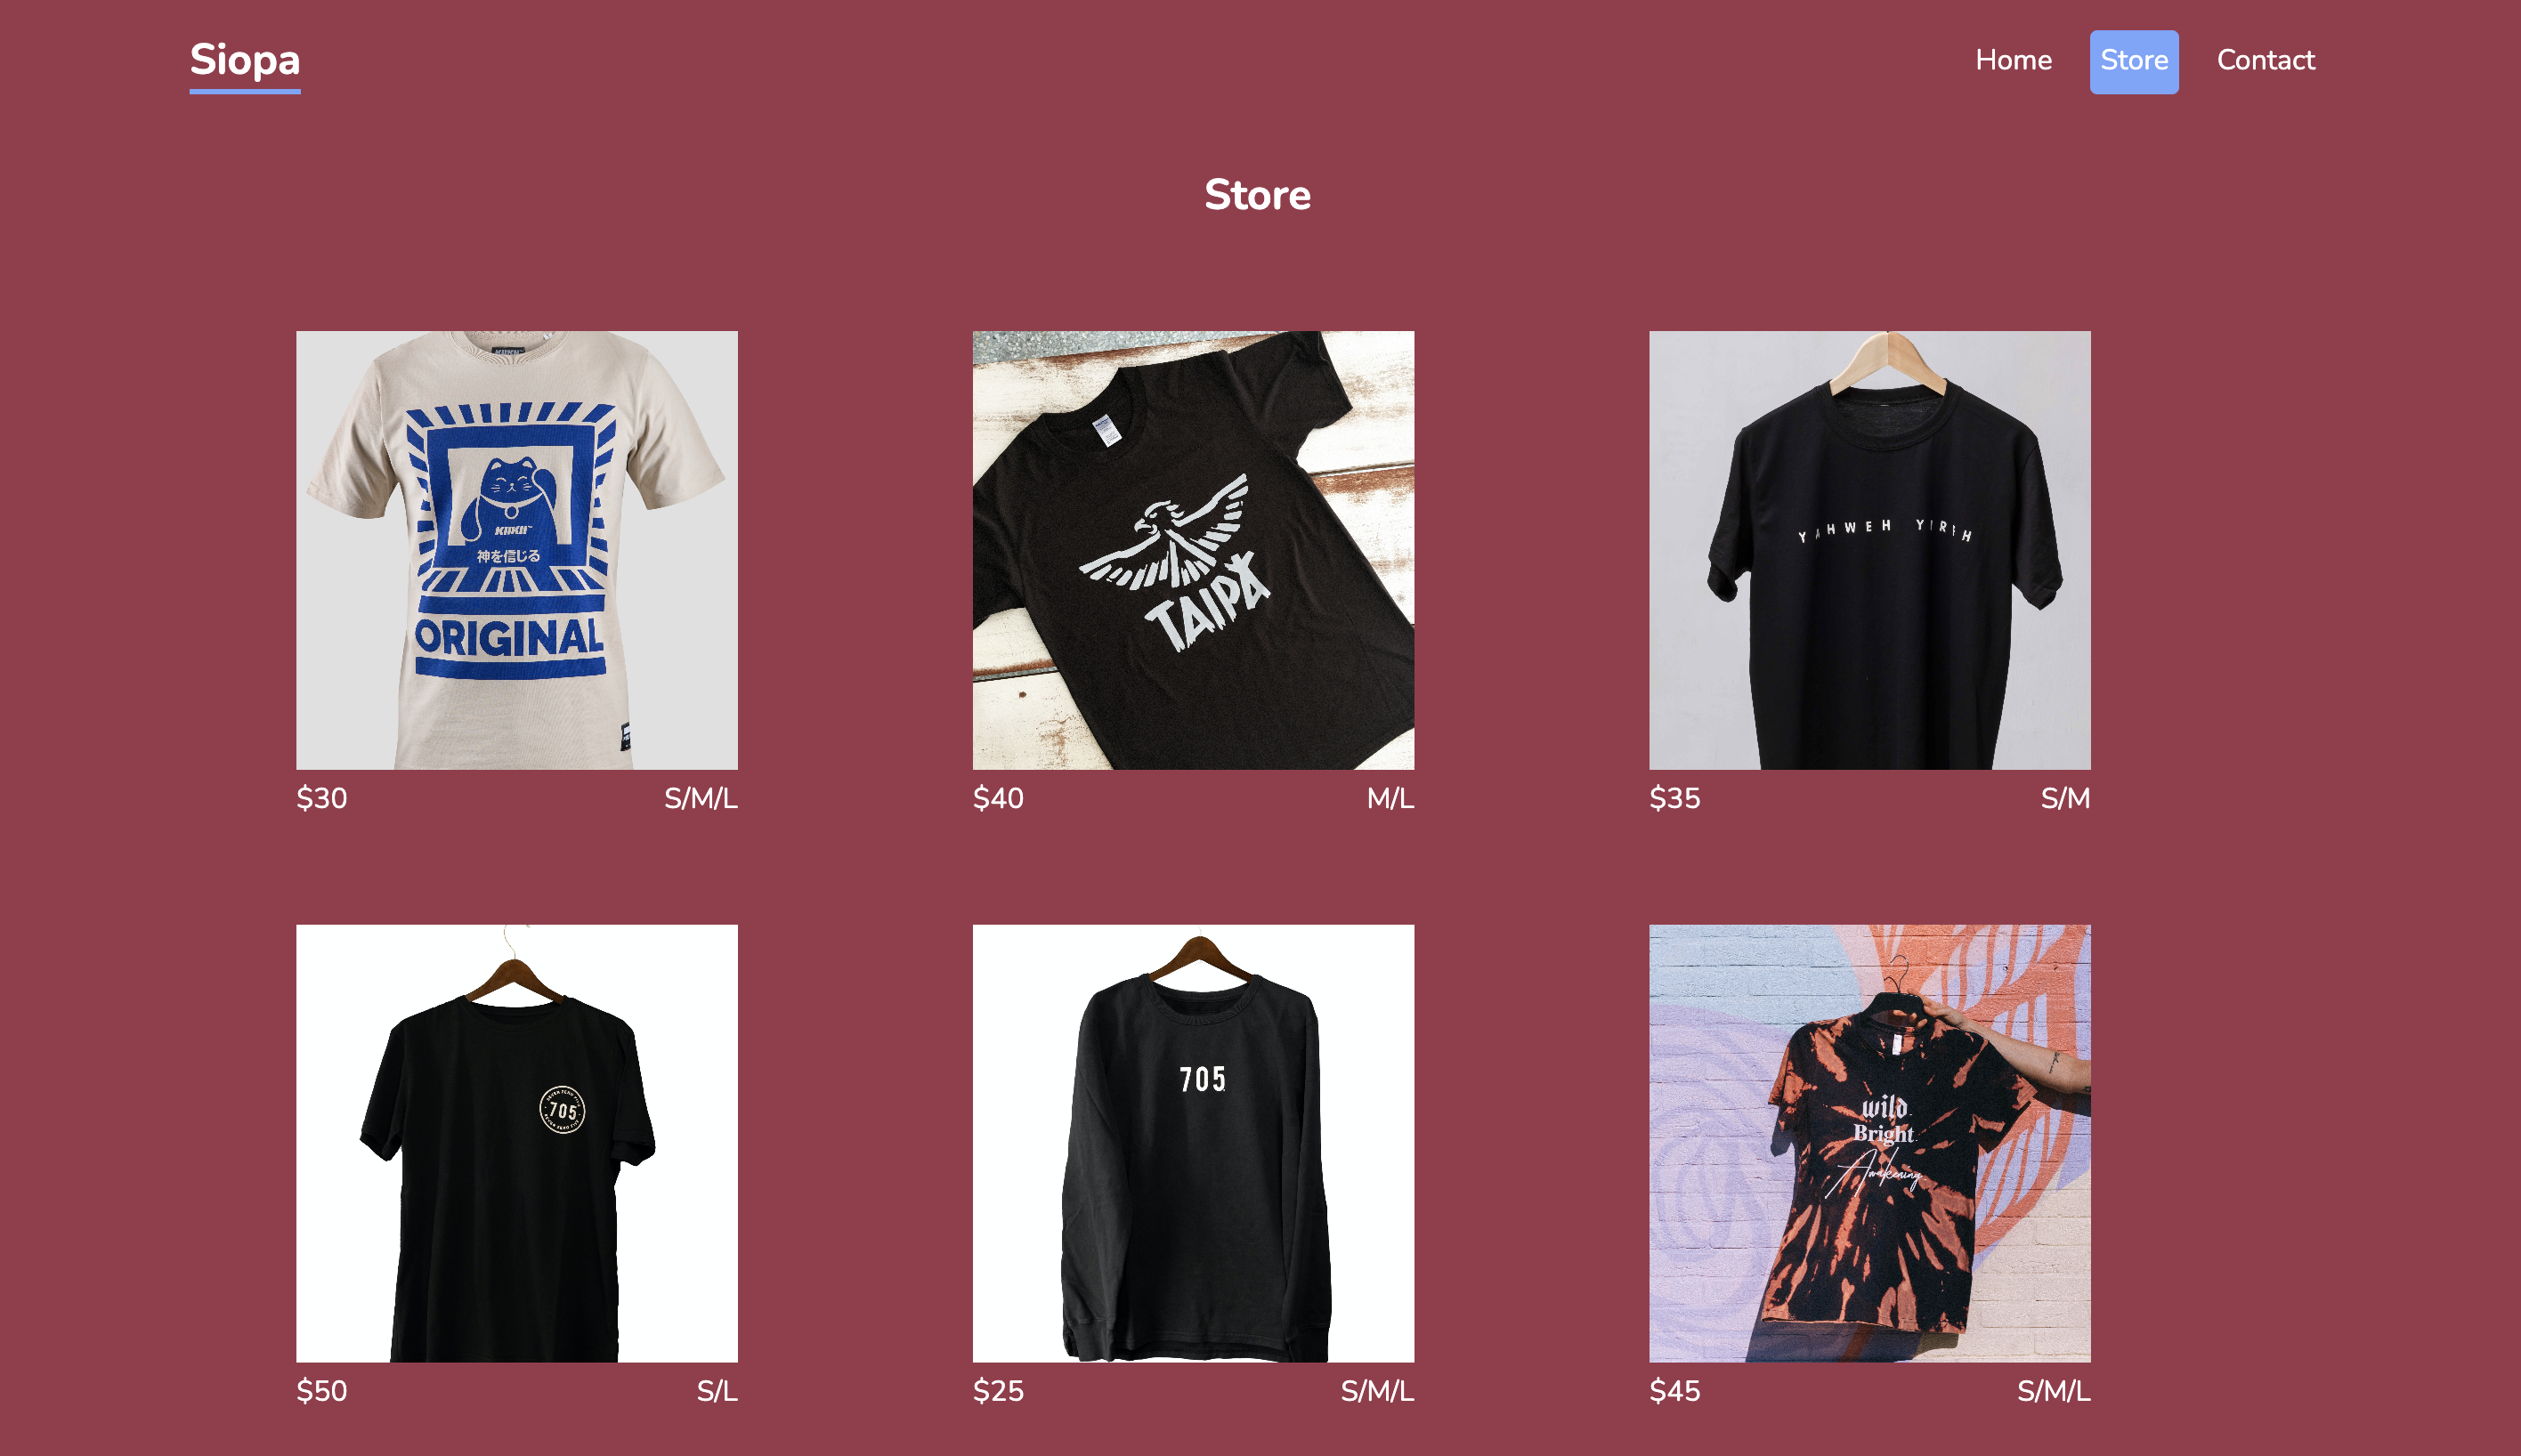 Siopa
Home Store Contact
Store
KIIKII™
神を信じる
ORIGINAL
TAIPA
YAHWEH YIREH
$30 S/M/L
$40 M/L
$35 S/M
705
705
wild.
Bright.
Awakening.
$50 S/L
$25 S/M/L
$45 S/M/L